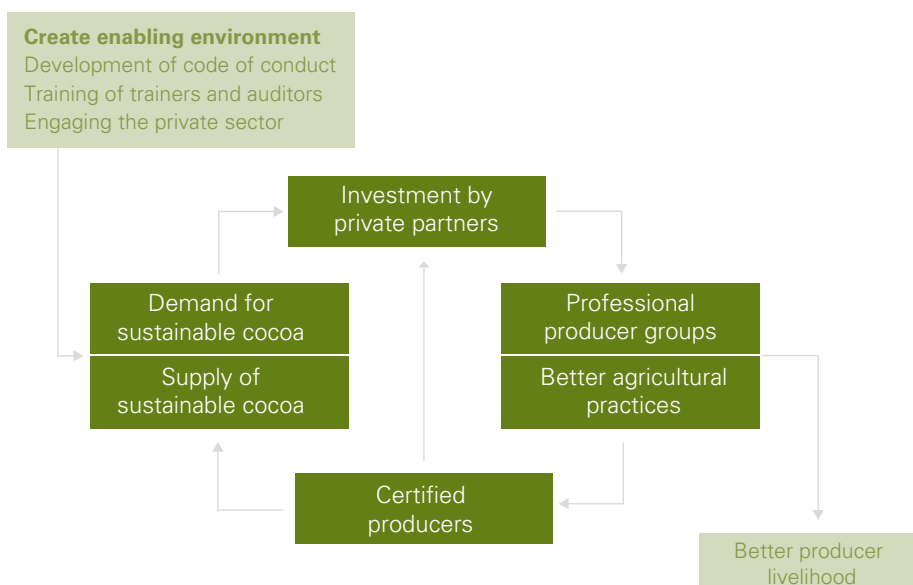 Create enabling environment
Development of code of conduct
Training of trainers and auditors
Engaging the private sector
Investment by
private partners
Demand for
sustainable cocoa
Supply of
sustainable cocoa
Professional
producer groups
Better agricultural
practices
Certified
producers
Better producer
livelihood